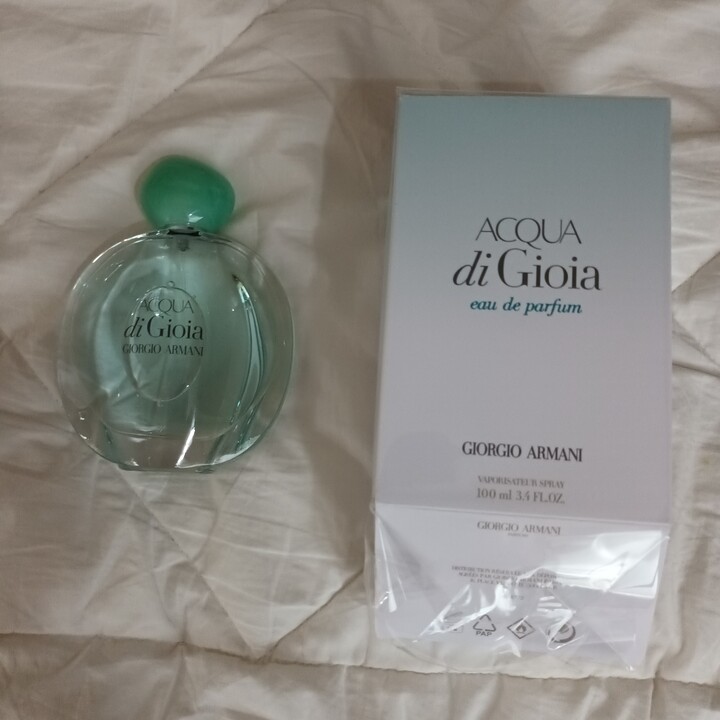 ACQUA
di Gioia
GIORGIO ARMANI
ACQUA
di Gioia
eau de parfum
GIORGIO ARMANI
VAPORISATEUR SPRAY
100 ml 3.4 FL.OZ.
GIORGIO ARMANI
PAP